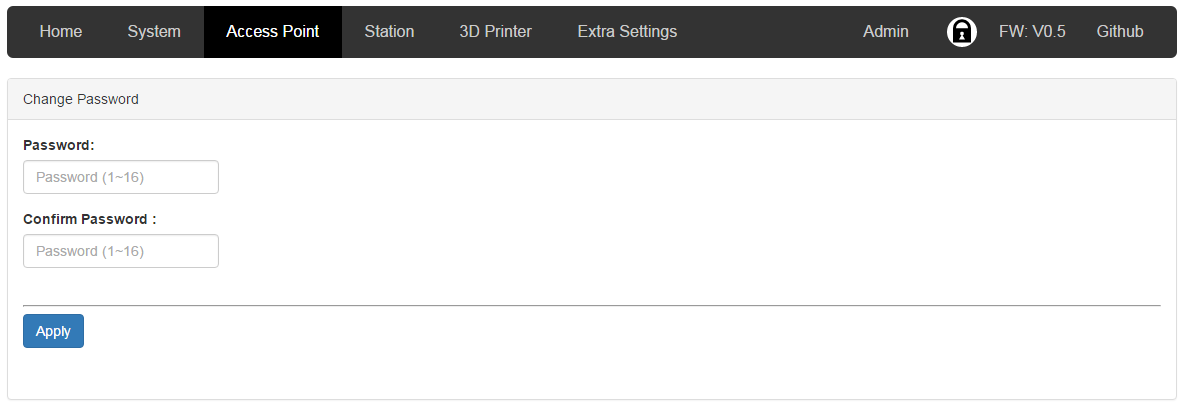 Home System Access Point Station 3D Printer Extra Settings Admin FW: V0.5 Github
Change Password
Password:
Password (1~16)
Confirm Password :
Password (1~16)
Apply